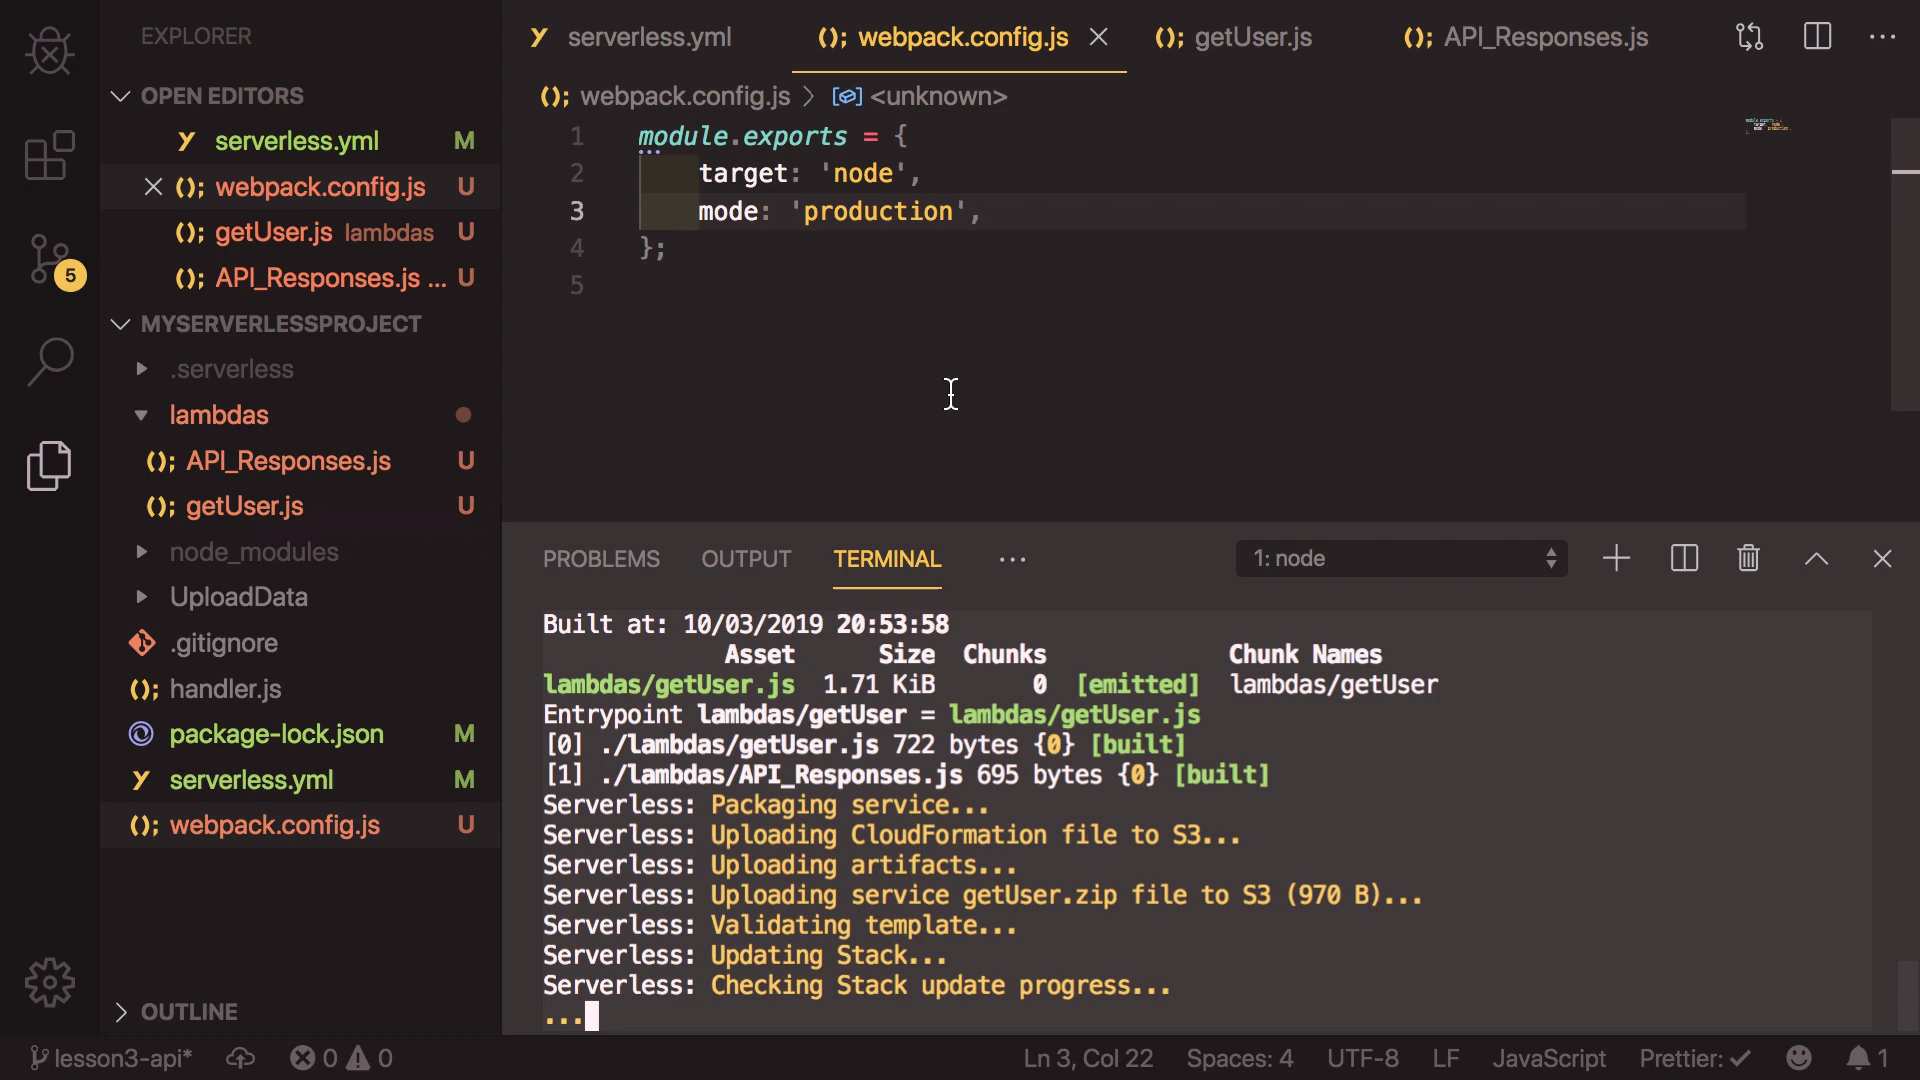 EXPLORER
OPEN EDITORS
serverless.yml M
webpack.config.js U
getUser.js lambdas U
API_Responses.js ... U
5
MYSERVERLESSPROJECT
.serverless
lambdas
API_Responses.js U
getUser.js U
node_modules
UploadData
.gitignore
handler.js
package-lock.json M
serverless.yml M
webpack.config.js U
OUTLINE
serverless.yml
webpack.config.js
getUser.js
API_Responses.js
webpack.config.js > <unknown>
1 module.exports = {
2 target: 'node',
3 mode: 'production',
4 };
5
PROBLEMS OUTPUT TERMINAL ... 1: node
Built at: 10/03/2019 20:53:58
Asset Size Chunks Chunk Names
lambdas/getUser.js 1.71 KiB 0 [emitted] lambdas/getUser
Entrypoint lambdas/getUser = lambdas/getUser.js
[0] ./lambdas/getUser.js 722 bytes {0} [built]
[1] ./lambdas/API_Responses.js 695 bytes {0} [built]
Serverless: Packaging service...
Serverless: Uploading CloudFormation file to S3...
Serverless: Uploading artifacts...
Serverless: Uploading service getUser.zip file to S3 (970 B)...
Serverless: Validating template...
Serverless: Updating Stack...
Serverless: Checking Stack update progress...
...
lesson3-api* 0 0 Ln 3, Col 22 Spaces: 4 UTF-8 LF JavaScript Prettier: ✓ 1